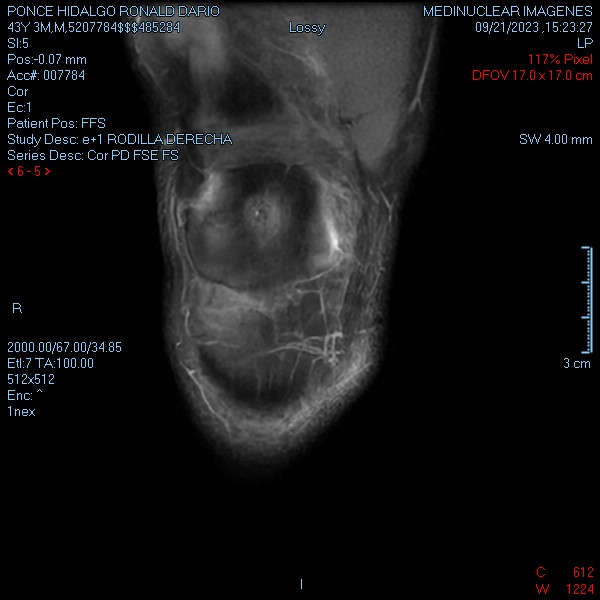 PONCE HIDALGO RONALD DARIO
43Y 3M,M,5207784$$$485284
Sl:5
Pos:-0.07 mm
Acc#: 007784
Cor
Ec:1
Patient Pos: FFS
Study Desc: e+1 RODILLA DERECHA
Series Desc: Cor PD FSE FS
< 6 - 5 >
Lossy
MEDINUCLEAR IMAGENES
09/21/2023 ,15:23:27
LP
117% Pixel
DFOV 17.0 x 17.0 cm
SW 4.00 mm
R
3 cm
2000.00/67.00/34.85
Etl:7 TA:100.00
512x512
Enc: ^
1nex
I
C 612
W 1224